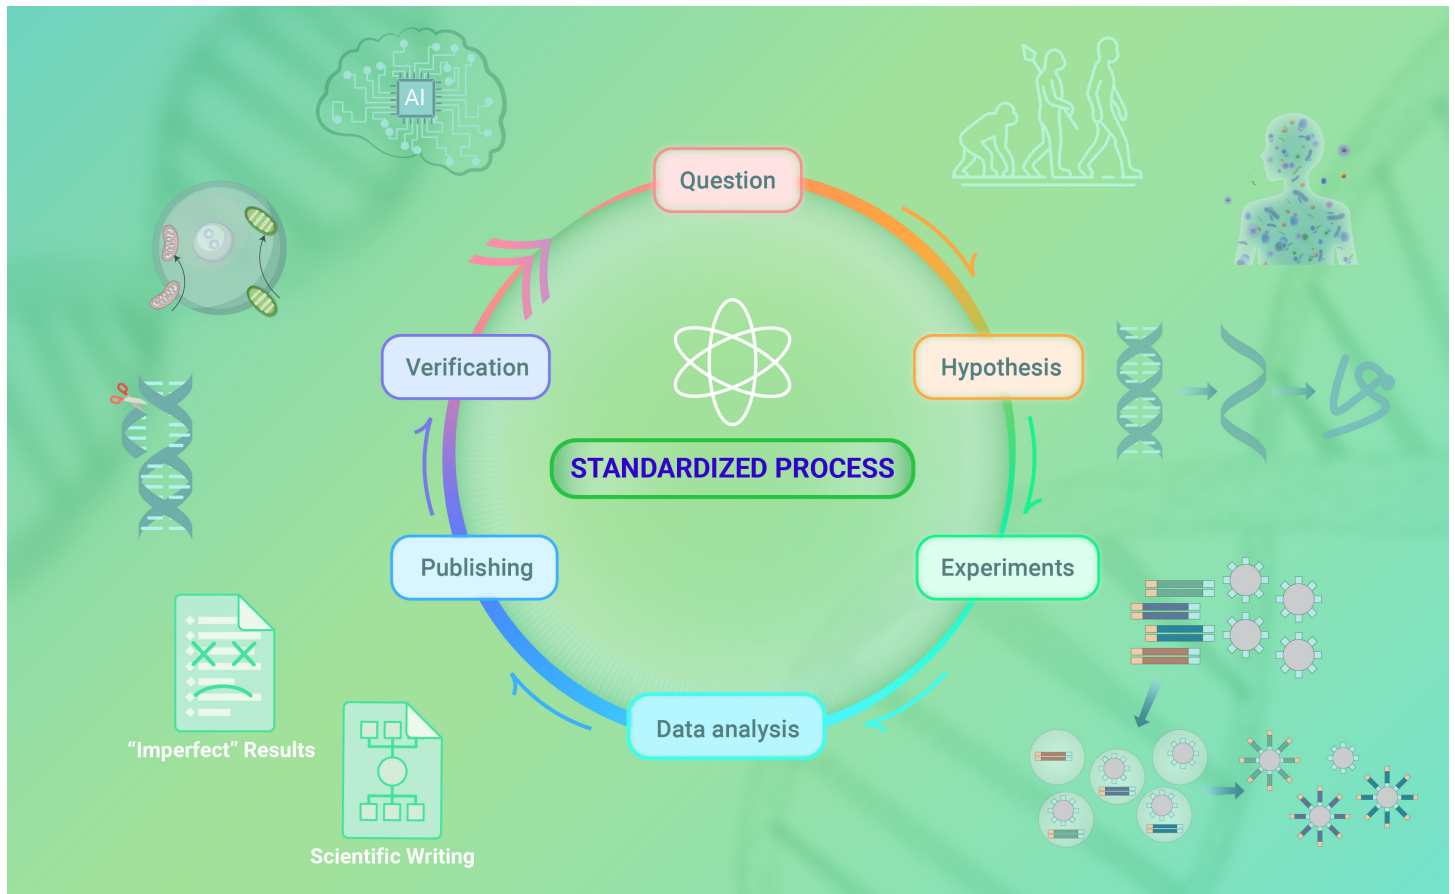 AI
Question
Verification
Hypothesis
STANDARDIZED PROCESS
Publishing
Experiments
Data analysis
“Imperfect” Results
Scientific Writing